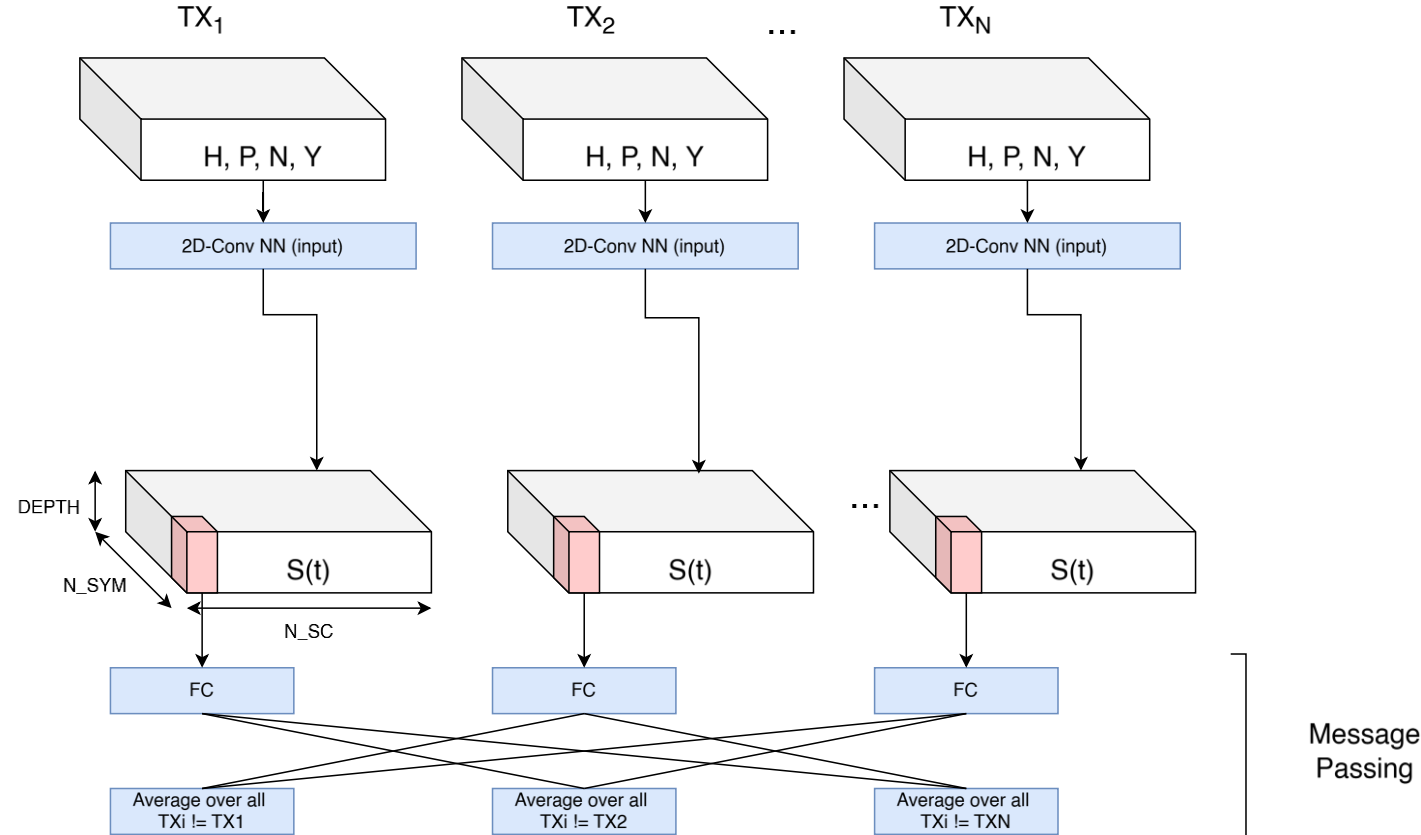 TX₁
TX₂
...
TX_N
H, P, N, Y
H, P, N, Y
H, P, N, Y
2D-Conv NN (input)
2D-Conv NN (input)
2D-Conv NN (input)
DEPTH
N_SYM
N_SC
S(t)
S(t)
...
S(t)
FC
FC
FC
Message
Passing
Average over all
TXi != TX1
Average over all
TXi != TX2
Average over all
TXi != TXN